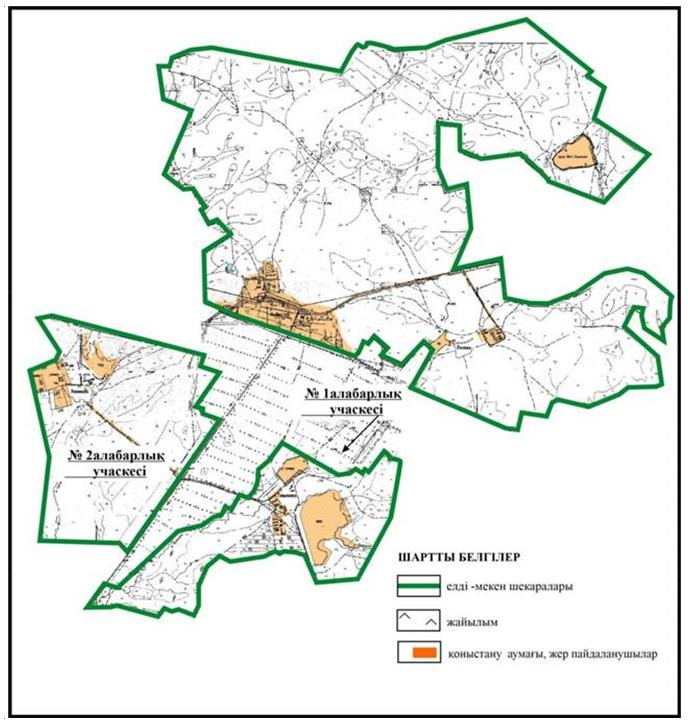 № 1алабарлық
учаскесі
№ 2алабарлық
учаскесі
ШАРТТЫ БЕЛГІЛЕР
елді -мекен шекаралары
жайылым
қоныстану аумағы, жер пайдаланушылар